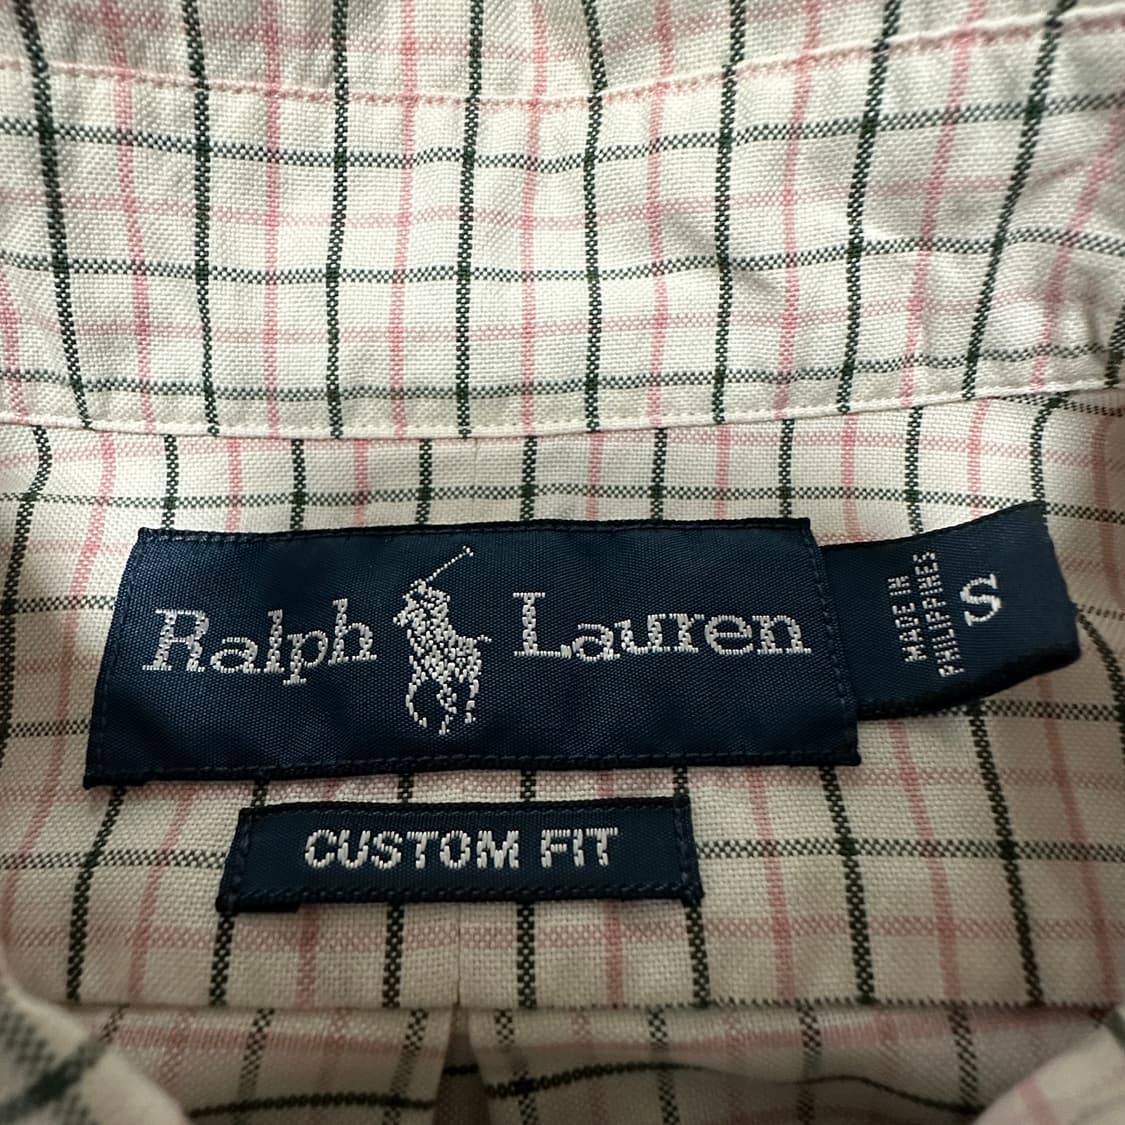 Ralph Lauren
MADE IN
PHILIPPINES
S
CUSTOM FIT